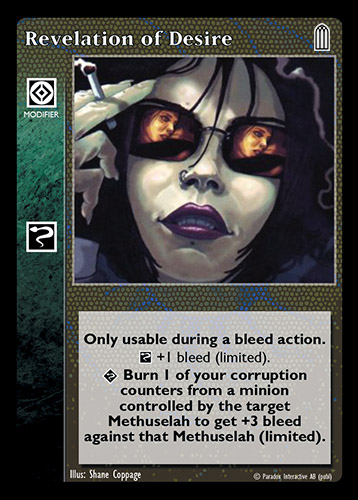 Revelation of Desire
MODIFIER
Only usable during a bleed action.
+1 bleed (limited).
Burn 1 of your corruption
counters from a minion
controlled by the target
Methuselah to get +3 bleed
against that Methuselah (limited).
Illus: Shane Coppage
© Paradox Interactive AB (publ)